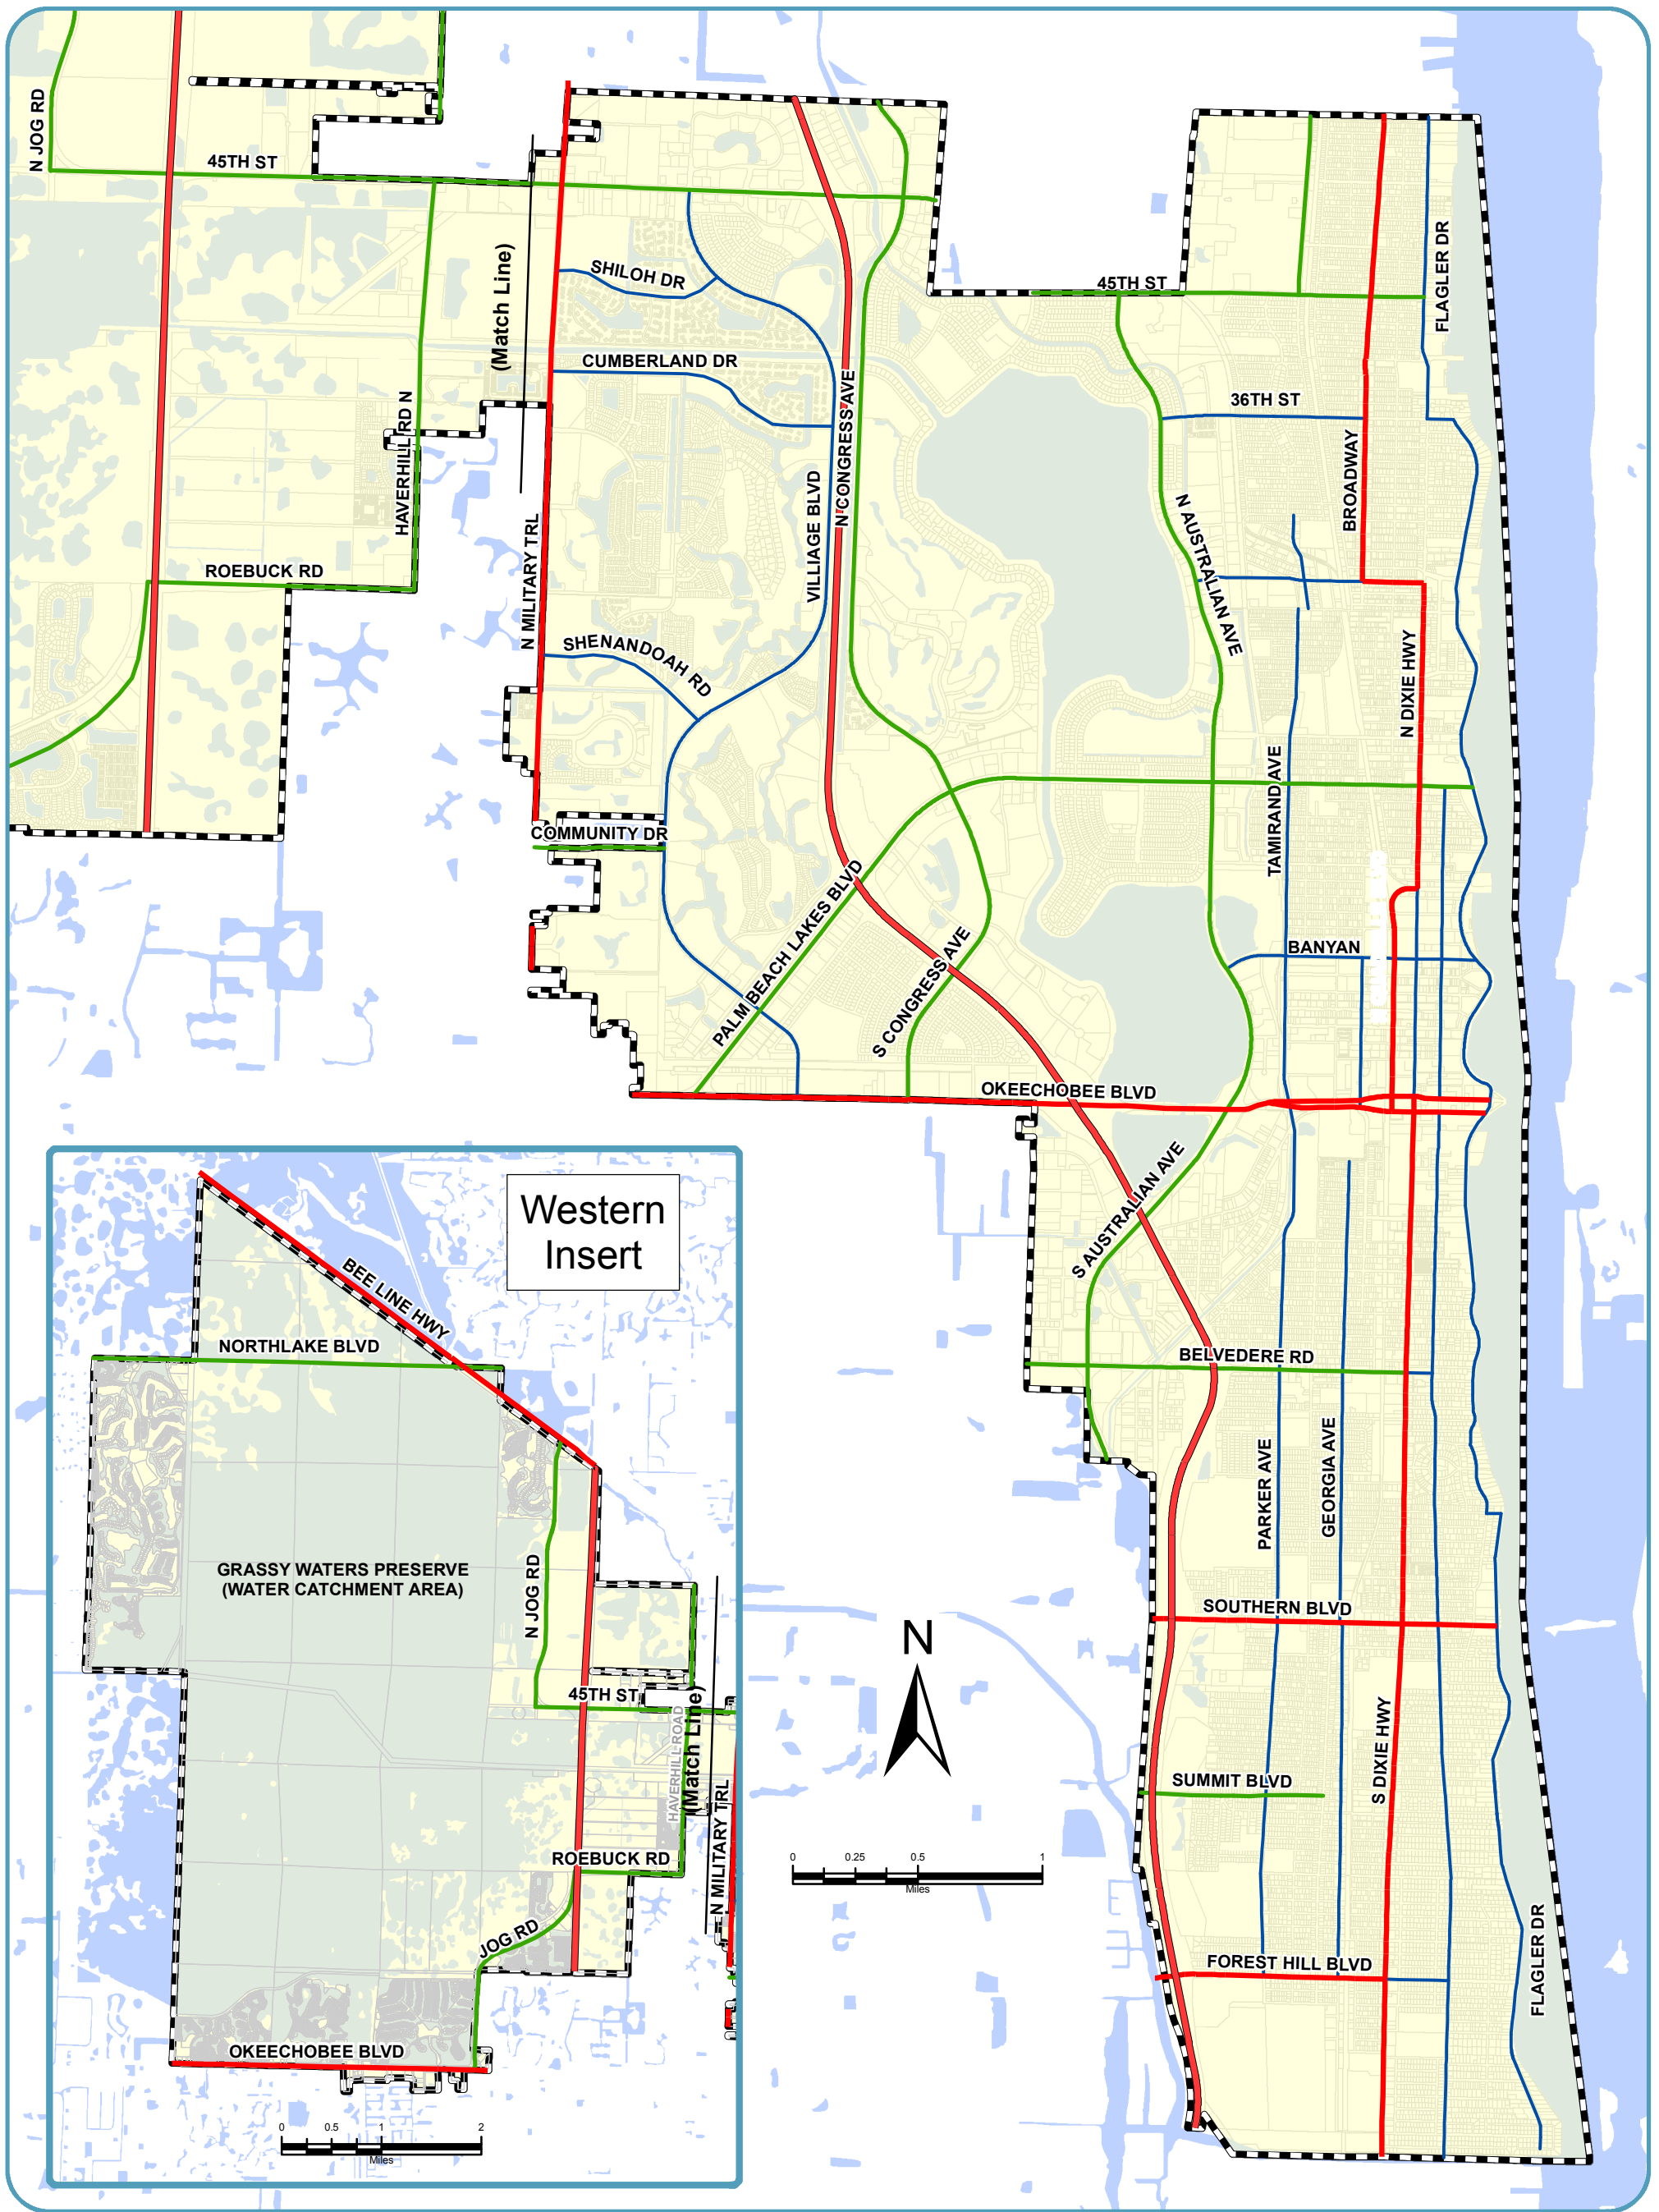 N JOG RD
45TH ST
(Match Line)
SHILOH DR
CUMBERLAND DR
HAVERHILL RD N
ROEBUCK RD
N MILITARY TRL
VILLIAGE BLVD
N CONGRESS AVE
SHENANDOAH RD
COMMUNITY DR
PALM BEACH LAKES BLVD
S CONGRESS AVE
OKEECHOBEE BLVD
45TH ST
FLAGLER DR
36TH ST
BROADWAY
N AUSTRALIAN AVE
N DIXIE HWY
TAMIRAND AVE
BANYAN
S AUSTRALIAN AVE
BELVEDERE RD
PARKER AVE
GEORGIA AVE
SOUTHERN BLVD
S DIXIE HWY
SUMMIT BLVD
FOREST HILL BLVD
FLAGLER DR
N
0 0.25 0.5 1
Miles
Western
Insert
BEE LINE HWY
NORTHLAKE BLVD
GRASSY WATERS PRESERVE
(WATER CATCHMENT AREA)
N JOG RD
45TH ST
HAVERHILL ROAD
(Match Line)
N MILITARY TRL
ROEBUCK RD
JOG RD
OKEECHOBEE BLVD
0 0.5 1 2
Miles